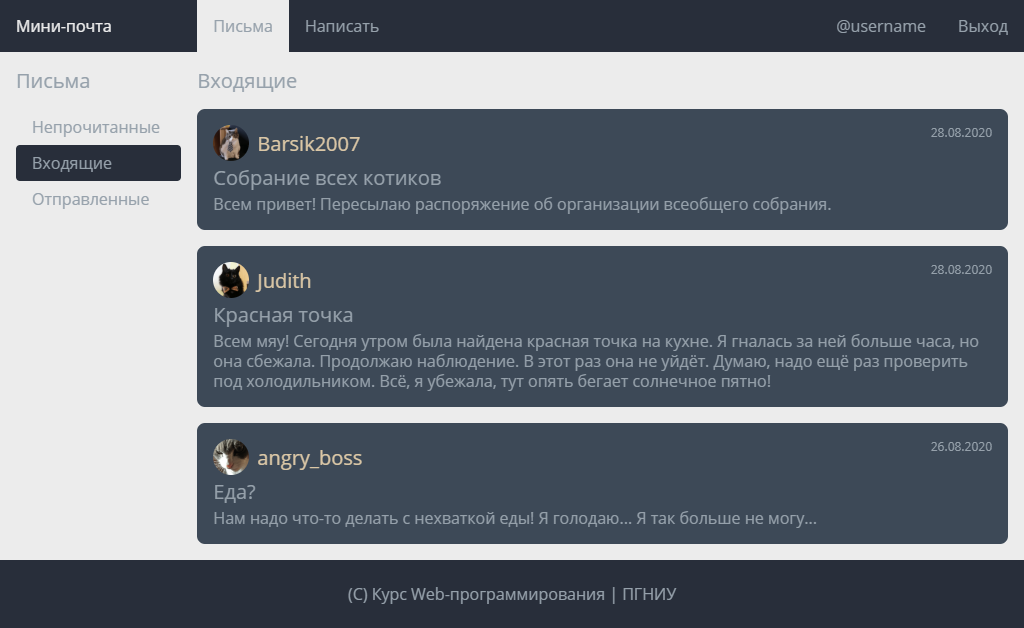 Мини-почта
Письма
Написать
@username
Выход
Письма
Непрочитанные
Входящие
Отправленные
Входящие
Barsik2007
28.08.2020
Собрание всех котиков
Всем привет! Пересылаю распоряжение об организации всеобщего собрания.
Judith
28.08.2020
Красная точка
Всем мяу! Сегодня утром была найдена красная точка на кухне. Я гналась за ней больше часа, но
она сбежала. Продолжаю наблюдение. В этот раз она не уйдёт. Думаю, надо ещё раз проверить
под холодильником. Всё, я убежала, тут опять бегает солнечное пятно!
angry_boss
26.08.2020
Еда?
Нам надо что-то делать с нехваткой еды! Я голодаю... Я так больше не могу...
(C) Курс Web-программирования | ПГНИУ